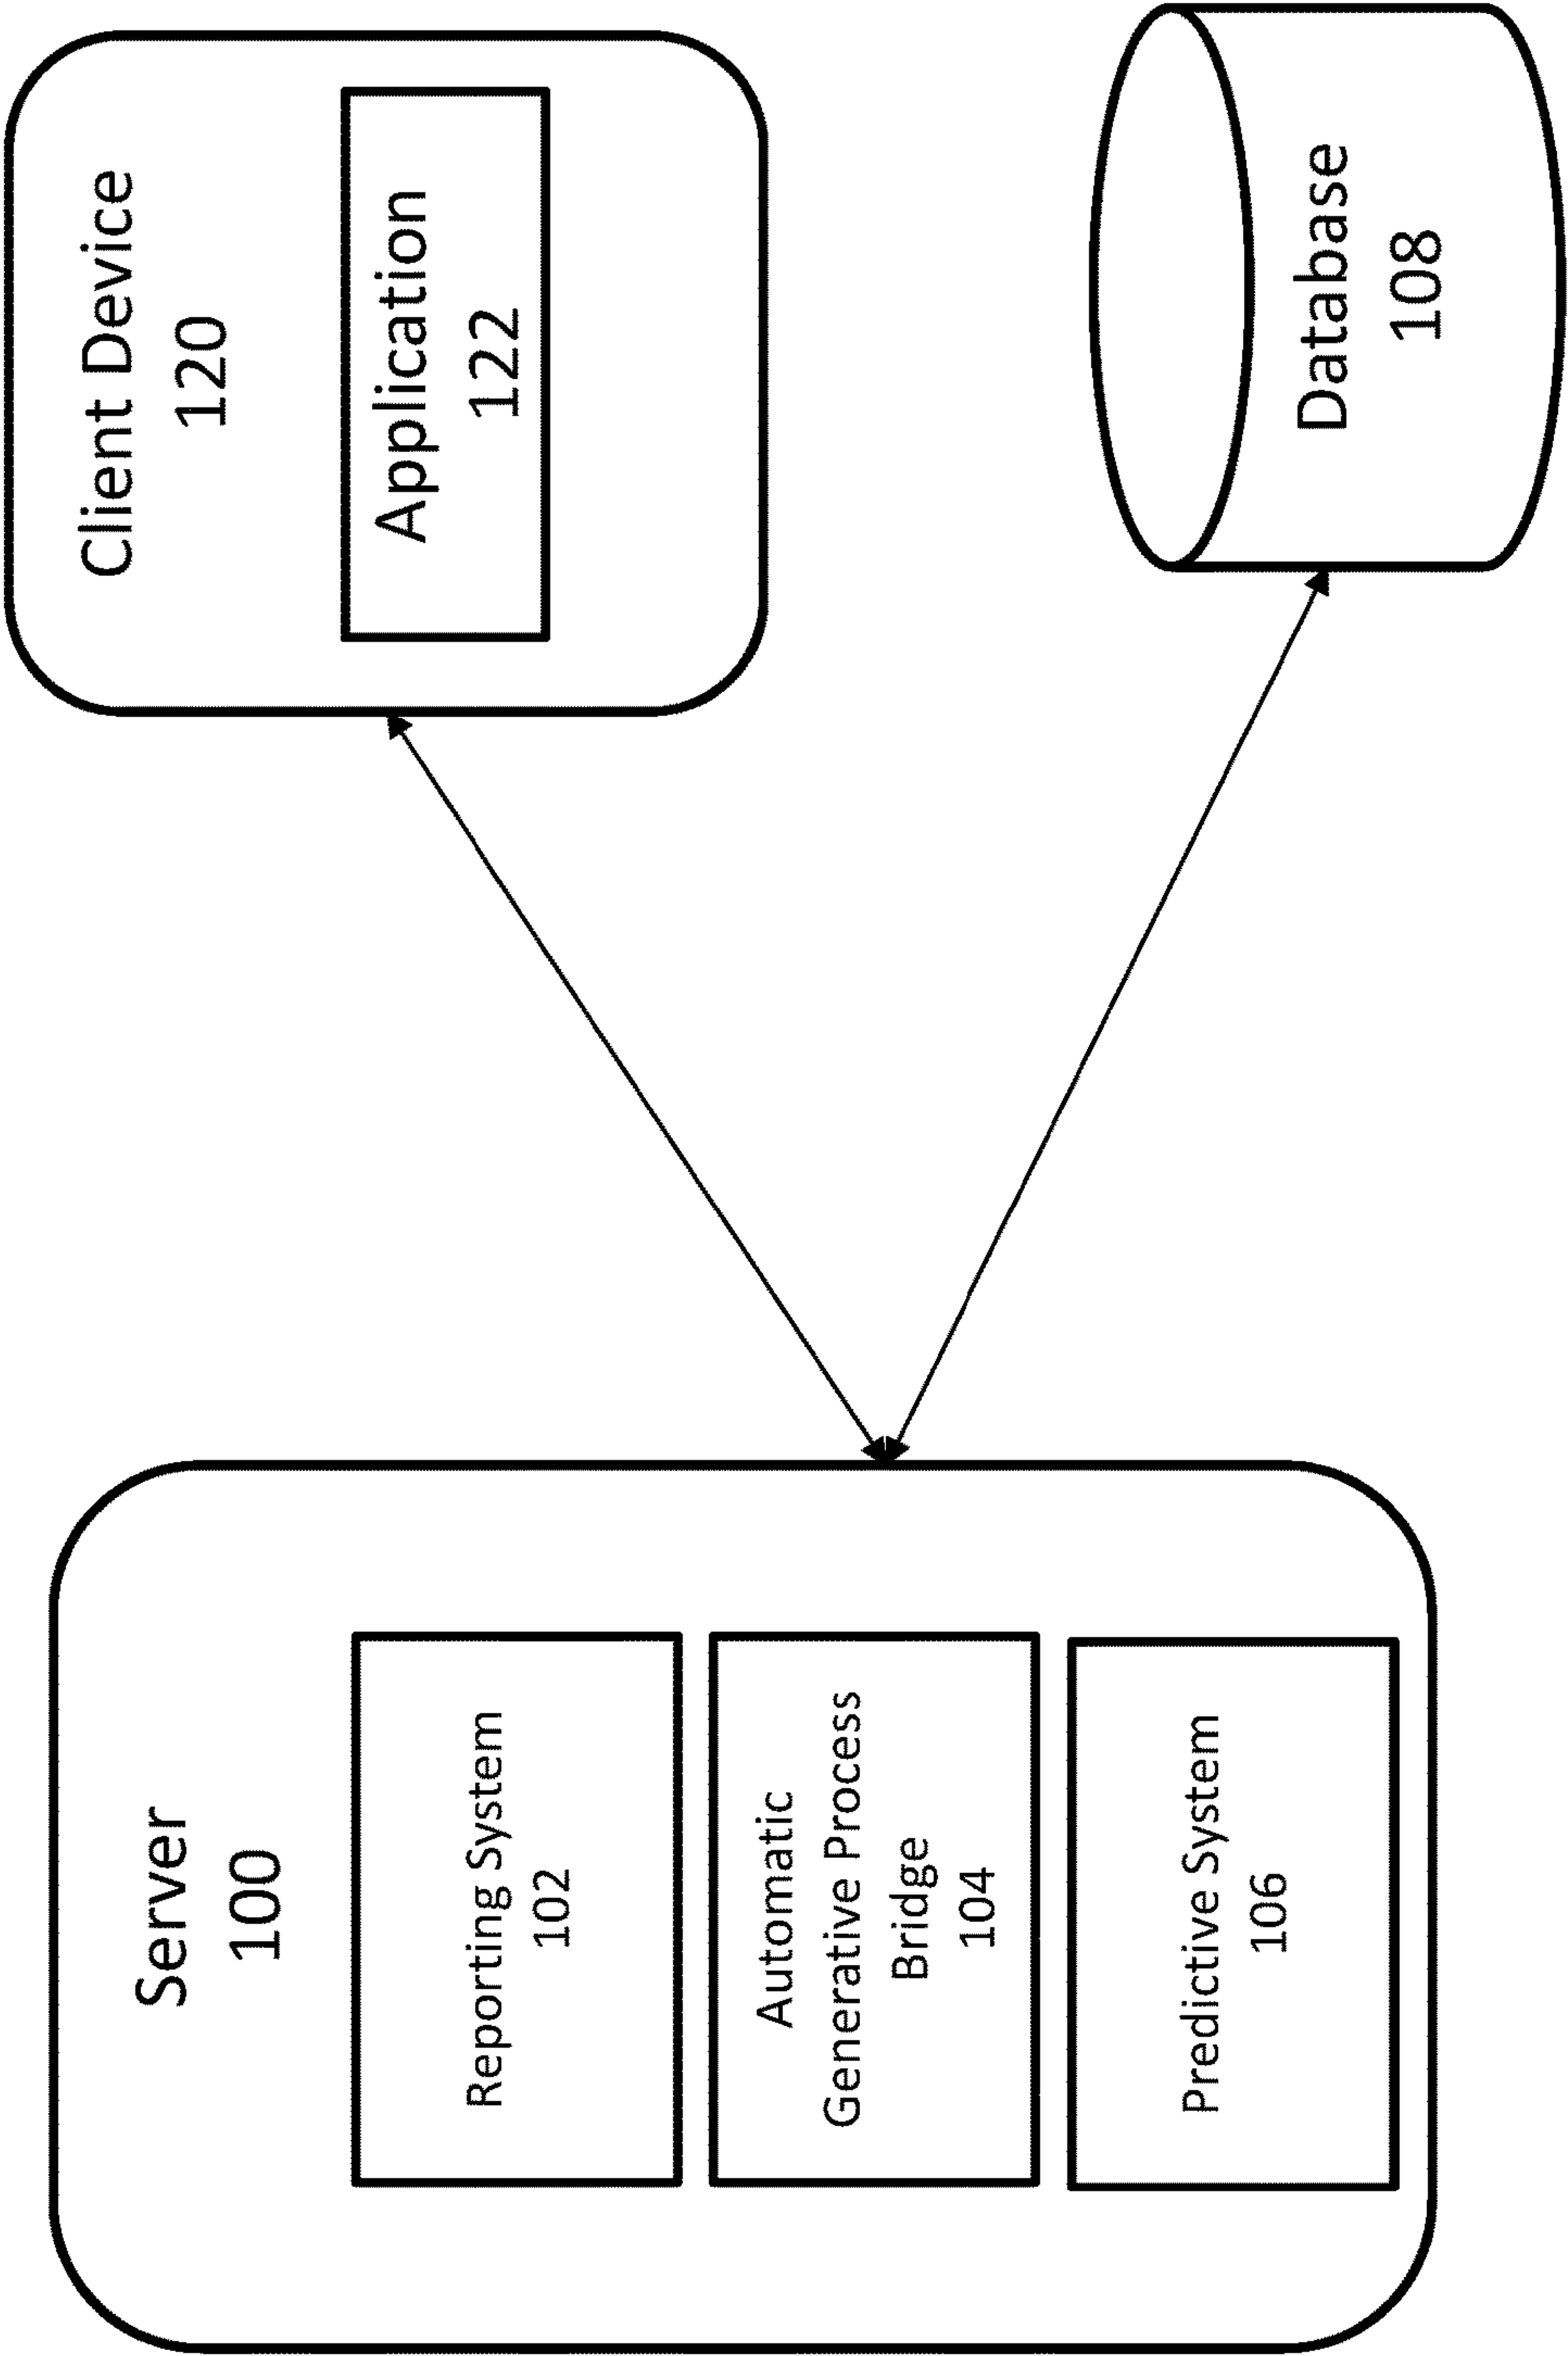 Server
100
Reporting System
102
Automatic
Generative Process
Bridge
104
Predictive System
106
Client Device
120
Application
122
Database
108